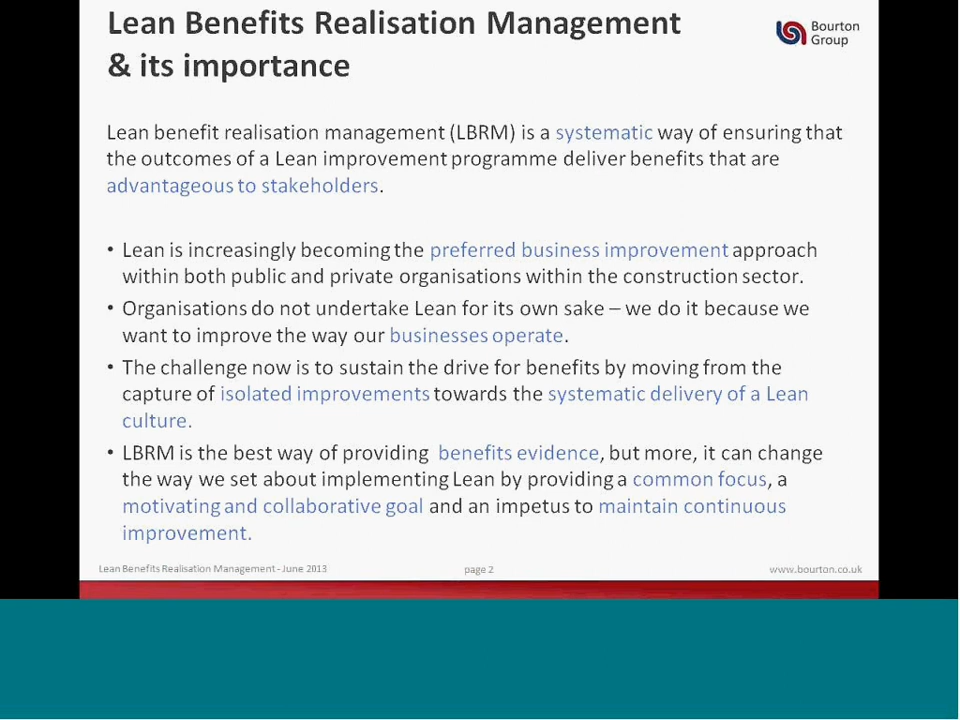 Lean Benefits Realisation Management
& its importance
Bourton
Group
Lean benefit realisation management (LBRM) is a systematic way of ensuring that
the outcomes of a Lean improvement programme deliver benefits that are
advantageous to stakeholders.
• Lean is increasingly becoming the preferred business improvement approach
within both public and private organisations within the construction sector.
• Organisations do not undertake Lean for its own sake – we do it because we
want to improve the way our businesses operate.
• The challenge now is to sustain the drive for benefits by moving from the
capture of isolated improvements towards the systematic delivery of a Lean
culture.
• LBRM is the best way of providing benefits evidence, but more, it can change
the way we set about implementing Lean by providing a common focus, a
motivating and collaborative goal and an impetus to maintain continuous
improvement.
Lean Benefits Realisation Management - June 2013 page 2 www.bourton.co.uk